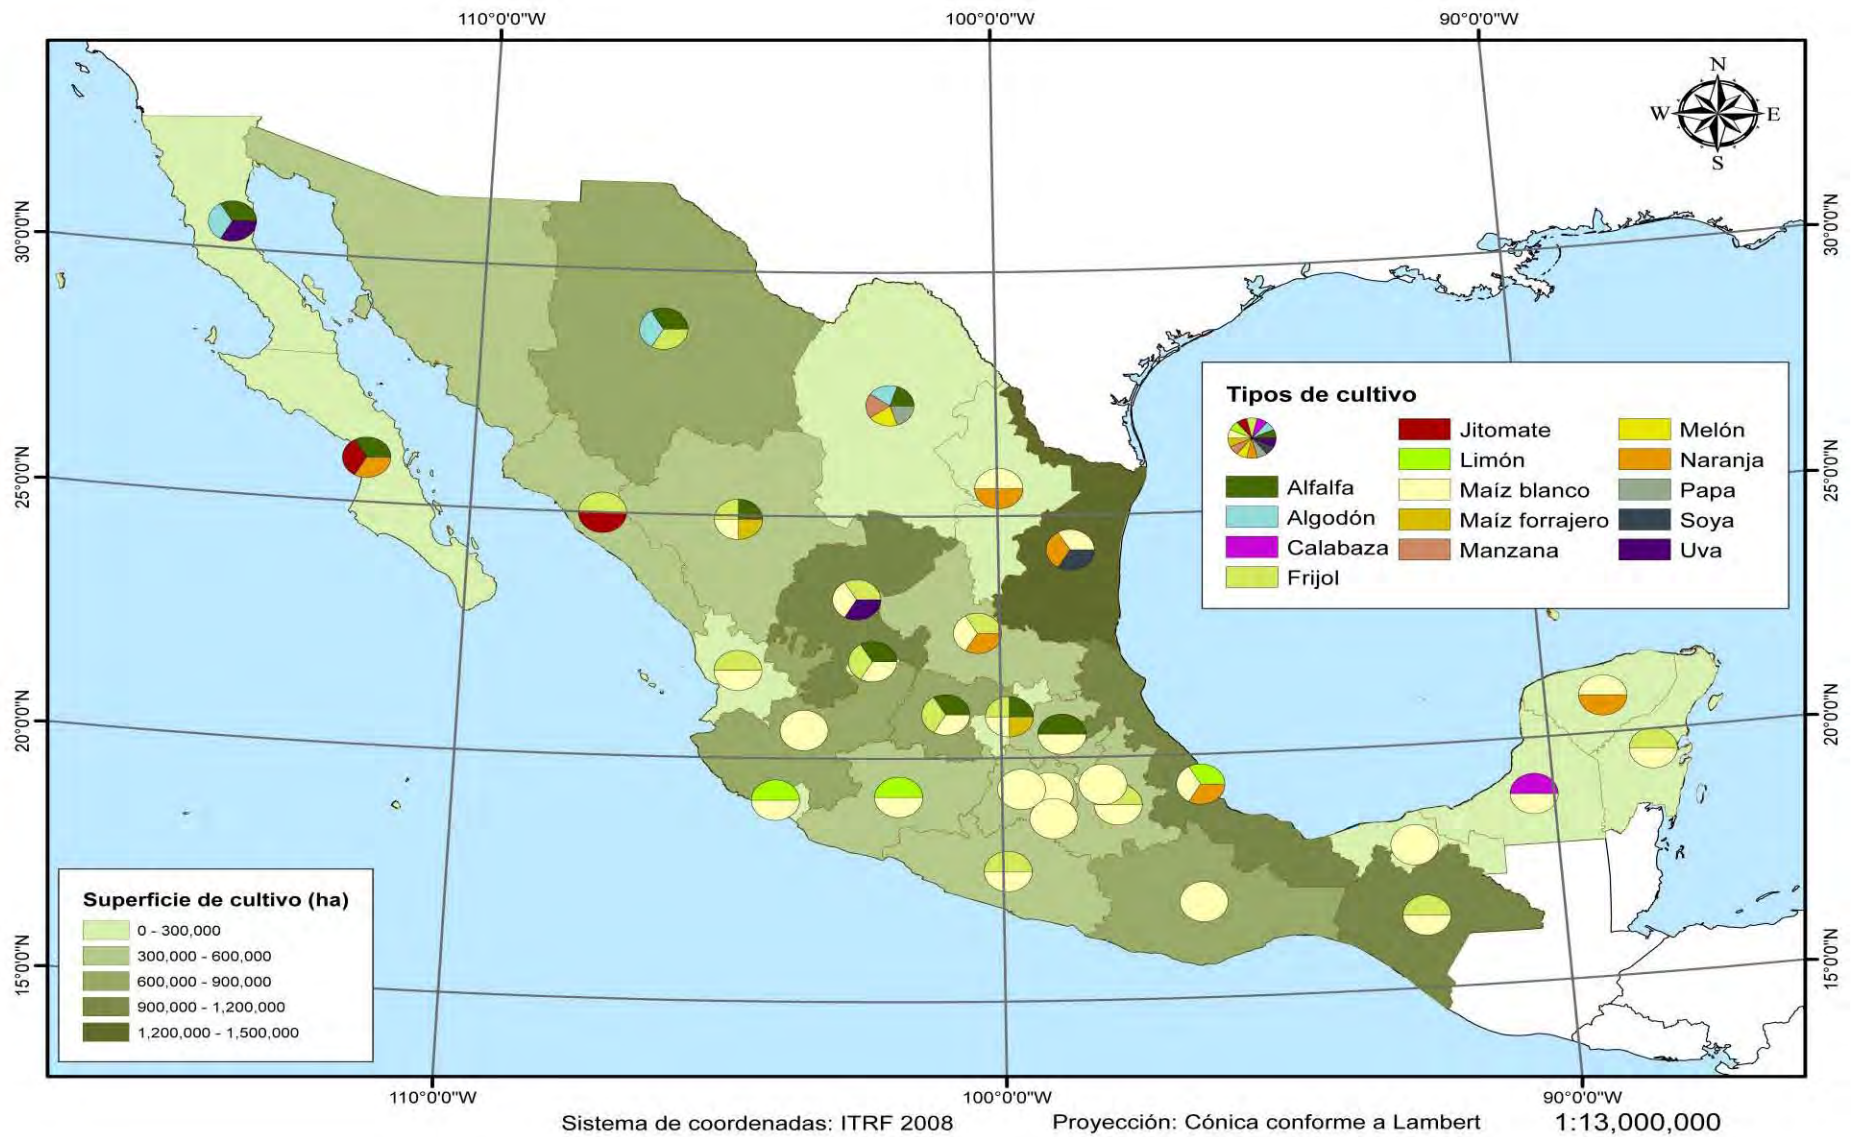 110°0'0"W
100°0'0"W
90°0'0"W
N
W
E
S
30°0'0"N
30°0'0"N
25°0'0"N
25°0'0"N
20°0'0"N
20°0'0"N
15°0'0"N
15°0'0"N
Tipos de cultivo
Alfalfa
Algodón
Calabaza
Frijol
Jitomate
Limón
Maíz blanco
Maíz forrajero
Manzana
Melón
Naranja
Papa
Soya
Uva
Superficie de cultivo (ha)
0 - 300,000
300,000 - 600,000
600,000 - 900,000
900,000 - 1,200,000
1,200,000 - 1,500,000
110°0'0"W
100°0'0"W
90°0'0"W
Sistema de coordenadas: ITRF 2008
Proyección: Cónica conforme a Lambert
1:13,000,000